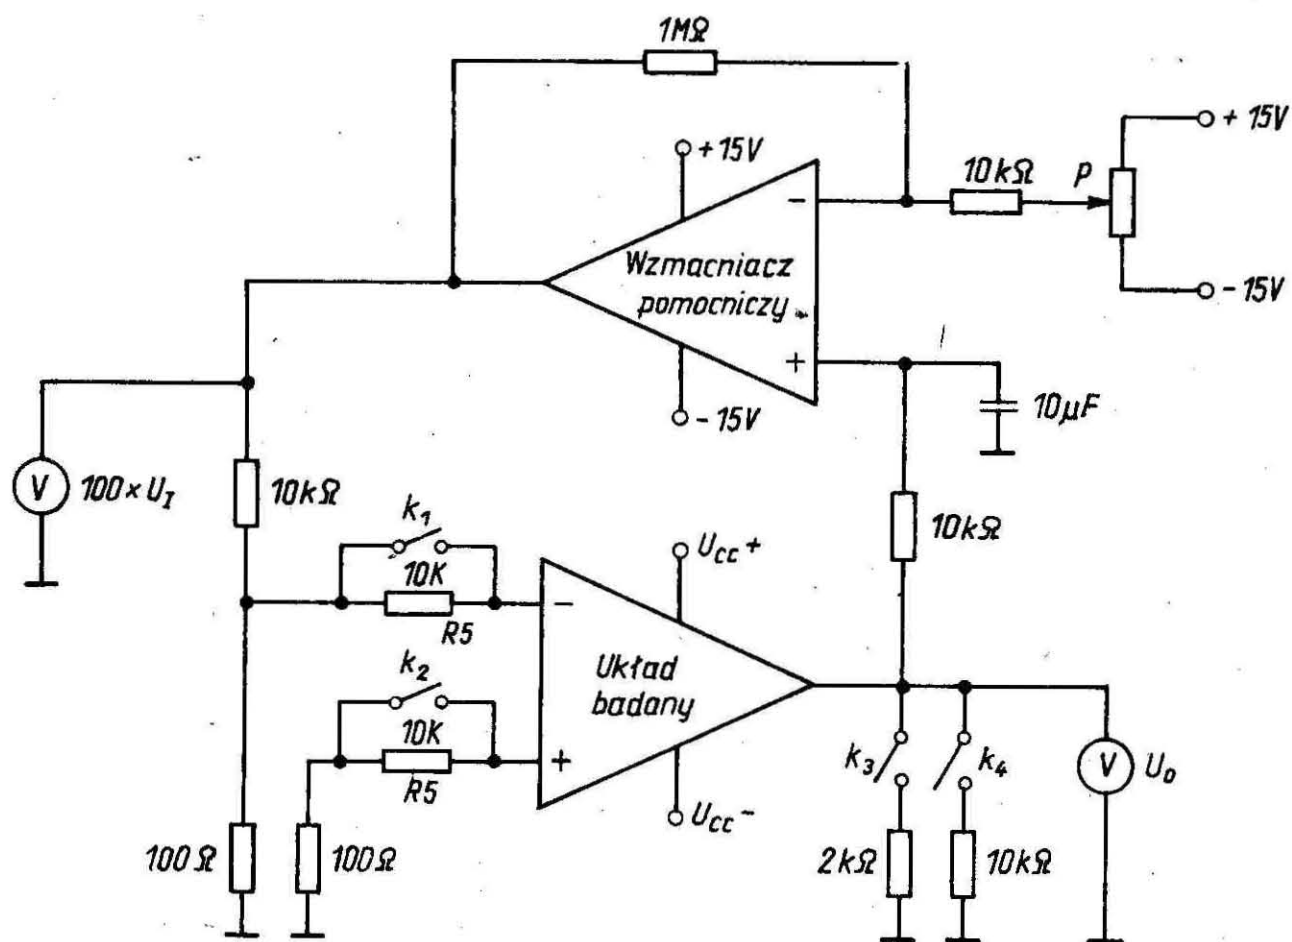 1MΩ
+ 15V
+ 15V
10kΩ
P
−
Wzmacniacz
pomocniczy
- 15V
+
- 15V
10μF
V
100 × U_I
10kΩ
k₁
U_CC +
10kΩ
10K
−
R5
k₂
Układ
badany
10K
+
R5
k₃
k₄
V
U_o
U_CC −
100Ω
100Ω
2kΩ
10kΩ